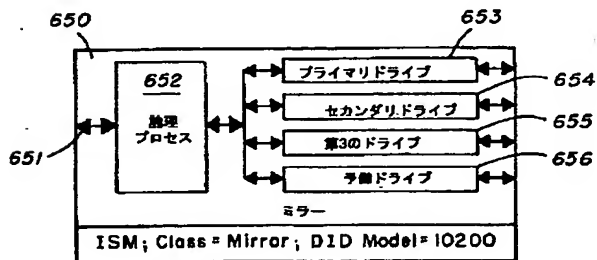 650
653
652
論理
プロセス
プライマリドライブ
654
セカンダリドライブ
655
第3のドライブ
656
予備ドライブ
651
ミラー
ISM; Class = Mirror; DID Model = 10200